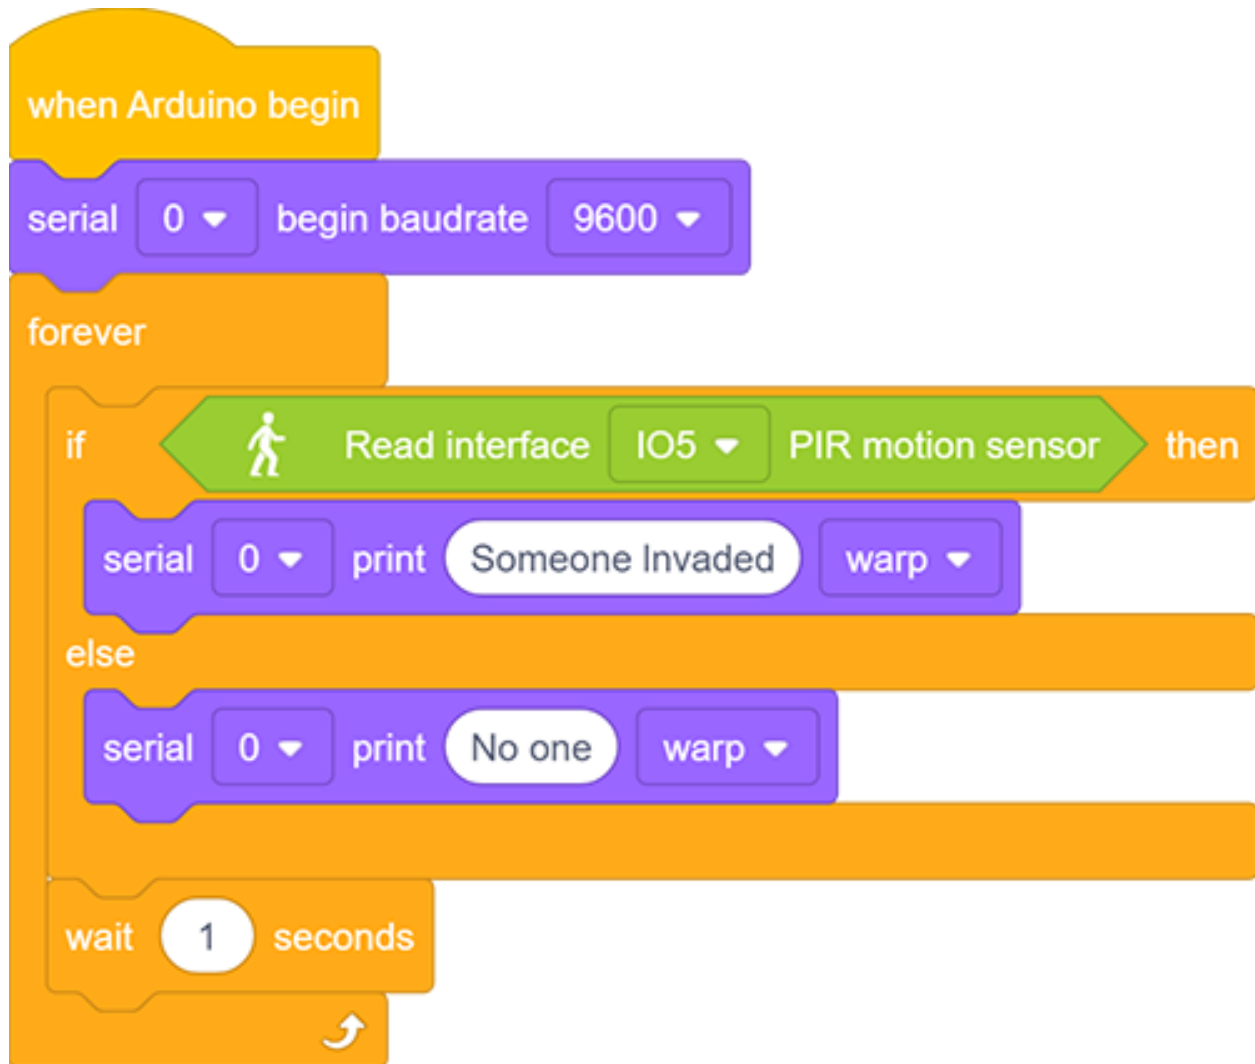 when Arduino begin
serial 0 begin baudrate 9600
forever
if Read interface IO5 PIR motion sensor then
serial 0 print Someone Invaded warp
else
serial 0 print No one warp
wait 1 seconds